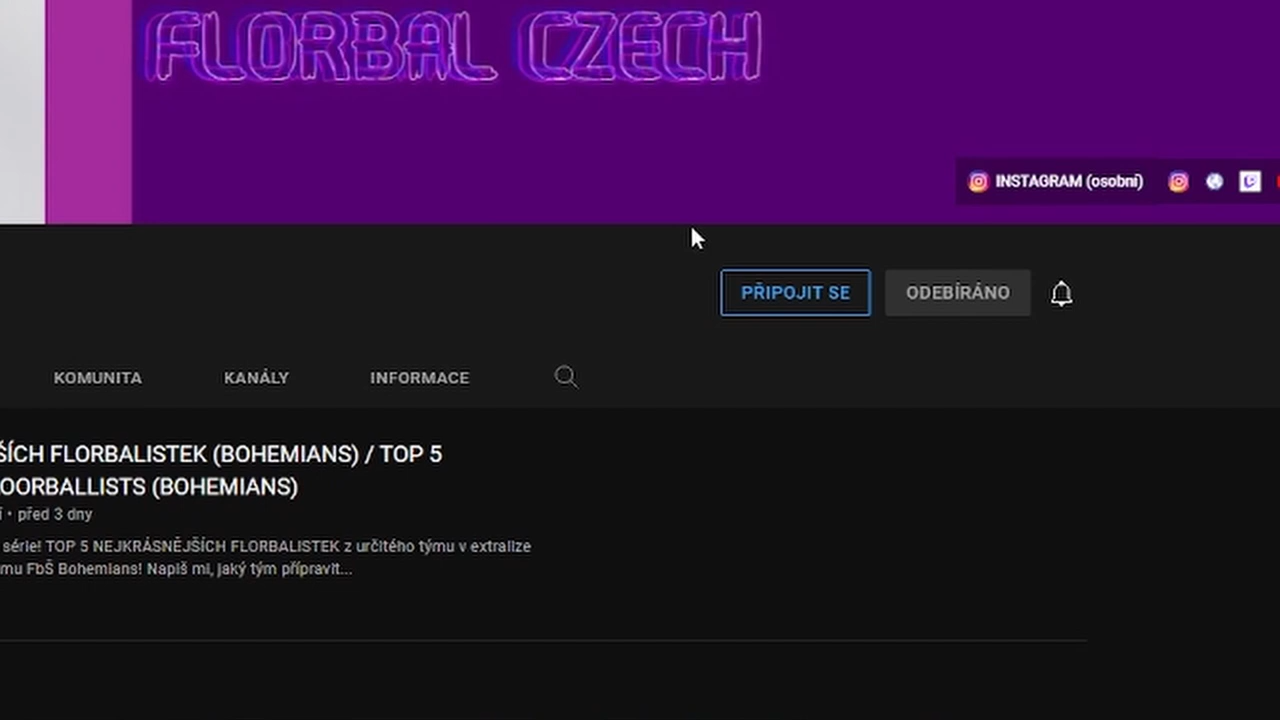 FLORBAL CZECH
INSTAGRAM (osobní)
PŘIPOJIT SE
ODEBÍRÁNO
KOMUNITA
KANÁLY
INFORMACE
ŠÍCH FLORBALISTEK (BOHEMIANS) / TOP 5
OORBALLISTS (BOHEMIANS)
í • před 3 dny
série! TOP 5 NEJKRÁSNĚJŠÍCH FLORBALISTEK z určitého týmu v extralize
mu FbŠ Bohemians! Napiš mi, jaký tým připravit...